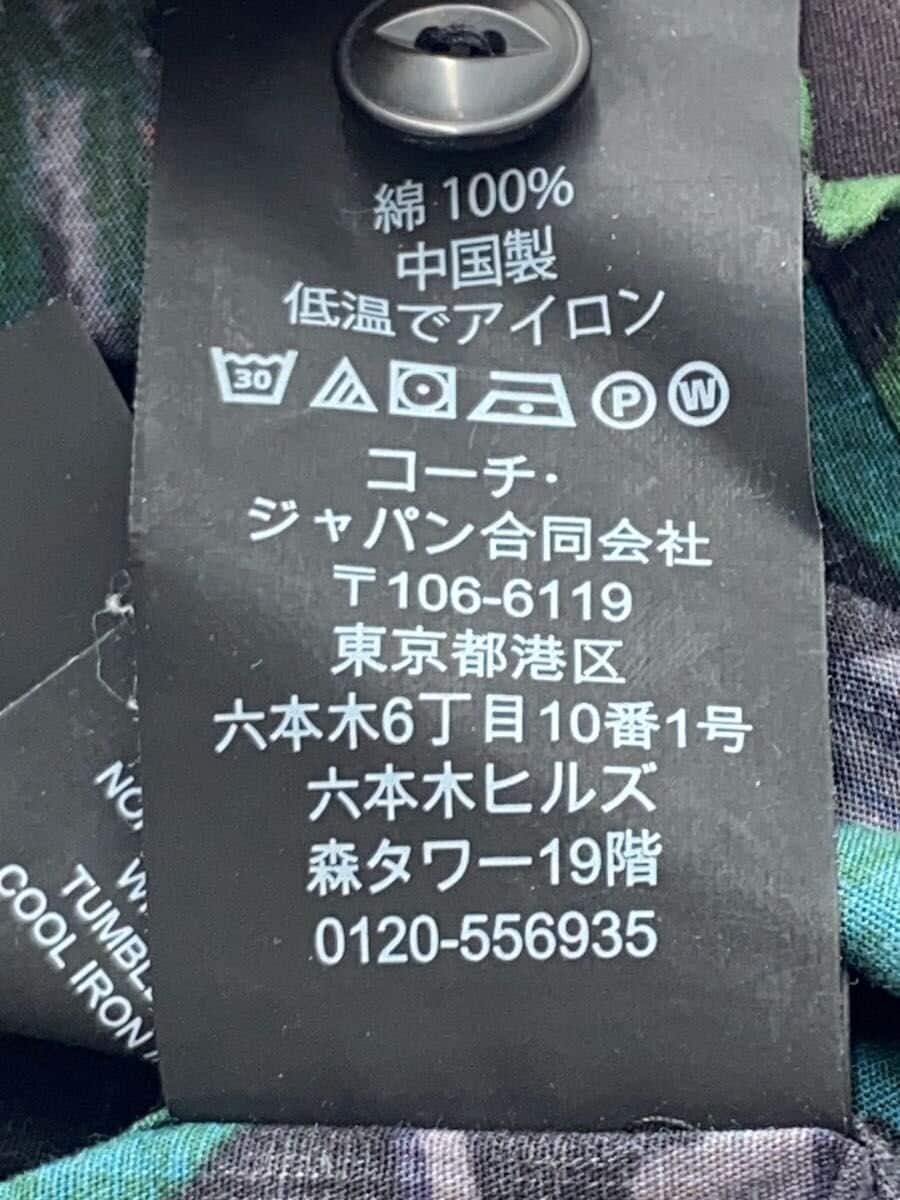 綿 100%
中国製
低温でアイロン
30
P W
コーチ・
ジャパン合同会社
〒106-6119
東京都港区
六本木6丁目10番1号
六本木ヒルズ
森タワー19階
0120-556935
TUMBL
COOL IRON